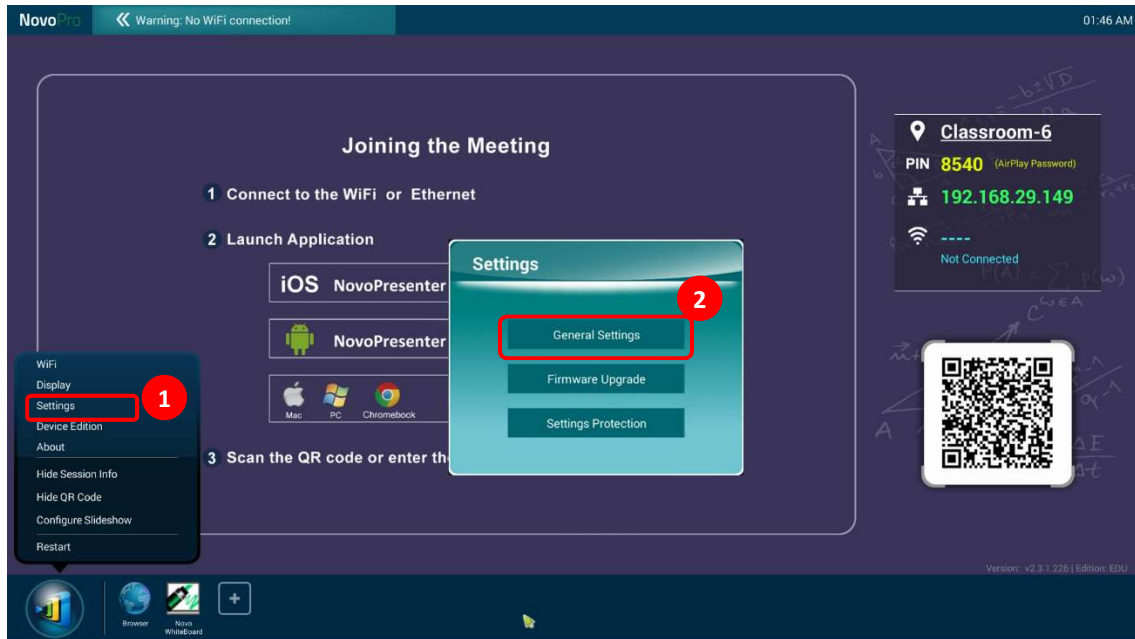 NovoPro
Warning: No WiFi connection!
01:46 AM
Joining the Meeting
1 Connect to the WiFi or Ethernet
2 Launch Application
iOS NovoPresenter
NovoPresenter
Mac PC Chromebook
3 Scan the QR code or enter th
Classroom-6
PIN 8540 (AirPlay Password)
192.168.29.149
----
Not Connected
Settings
2
General Settings
Firmware Upgrade
Settings Protection
WiFi
Display
Settings
1
Device Edition
About
Hide Session Info
Hide QR Code
Configure Slideshow
Restart
Version: v2.3.1.226 | Edition: EDU
Browser
Novo
WhiteBoard